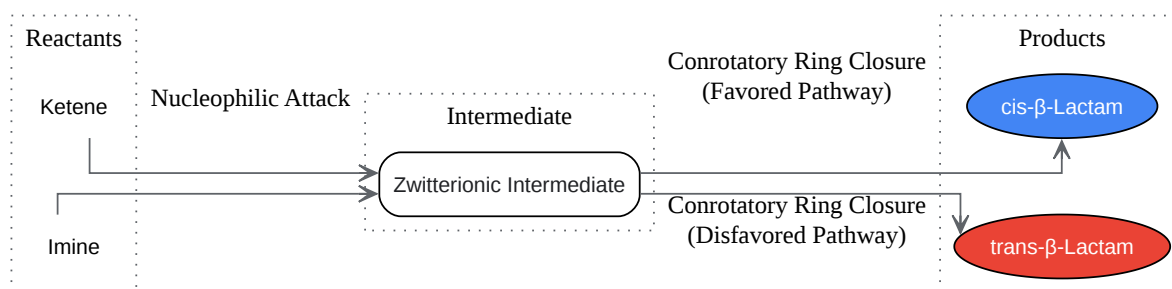 Reactants
Ketene
Imine
Nucleophilic Attack
Intermediate
Zwitterionic Intermediate
Conrotatory Ring Closure
(Favored Pathway)
Conrotatory Ring Closure
(Disfavored Pathway)
Products
cis-β-Lactam
trans-β-Lactam